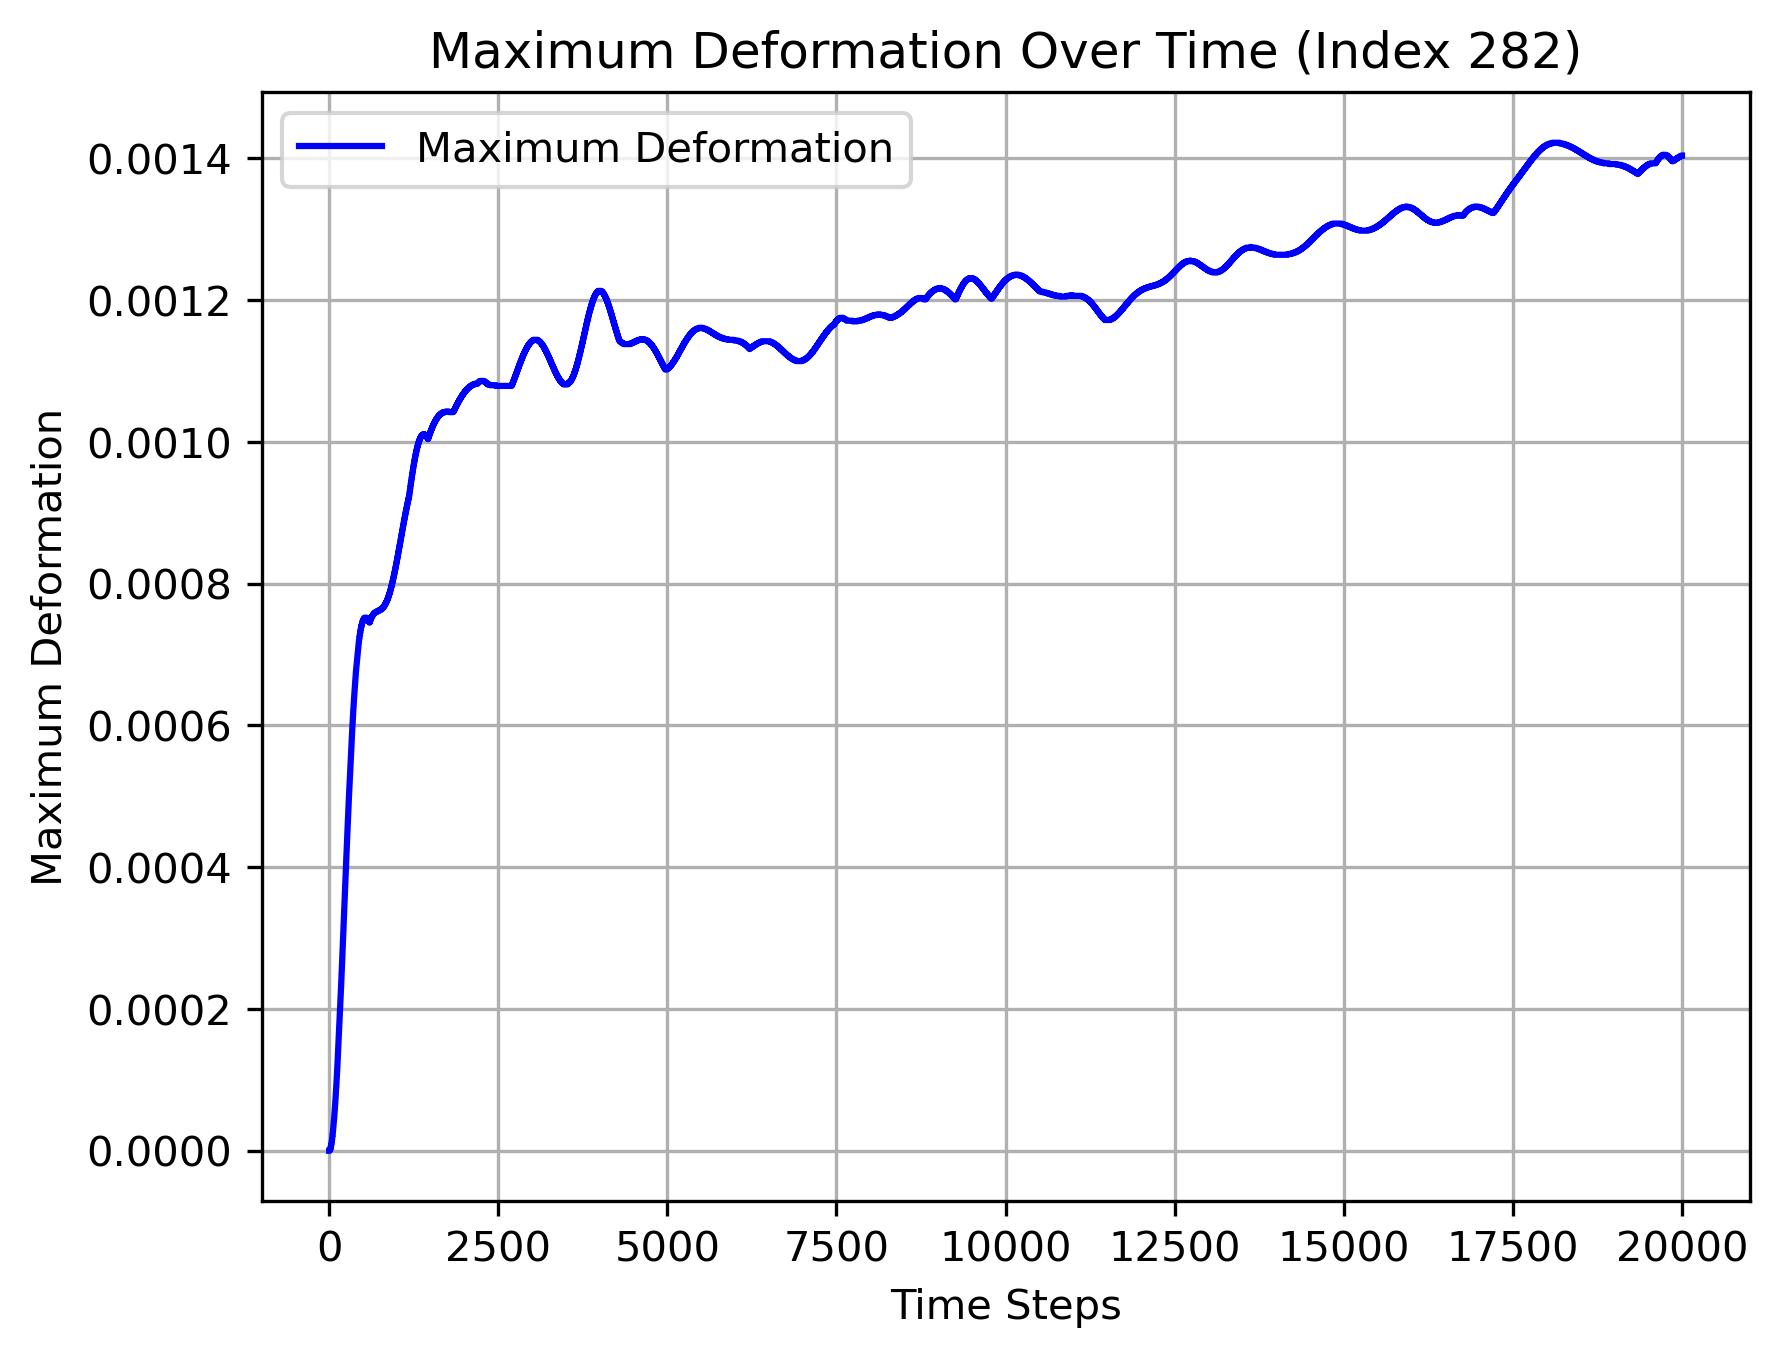 Maximum Deformation Over Time (Index 282)
Maximum Deformation
0.0014
0.0012
0.0010
0.0008
0.0006
0.0004
0.0002
0.0000
Maximum Deformation
0 2500 5000 7500 10000 12500 15000 17500 20000
Time Steps